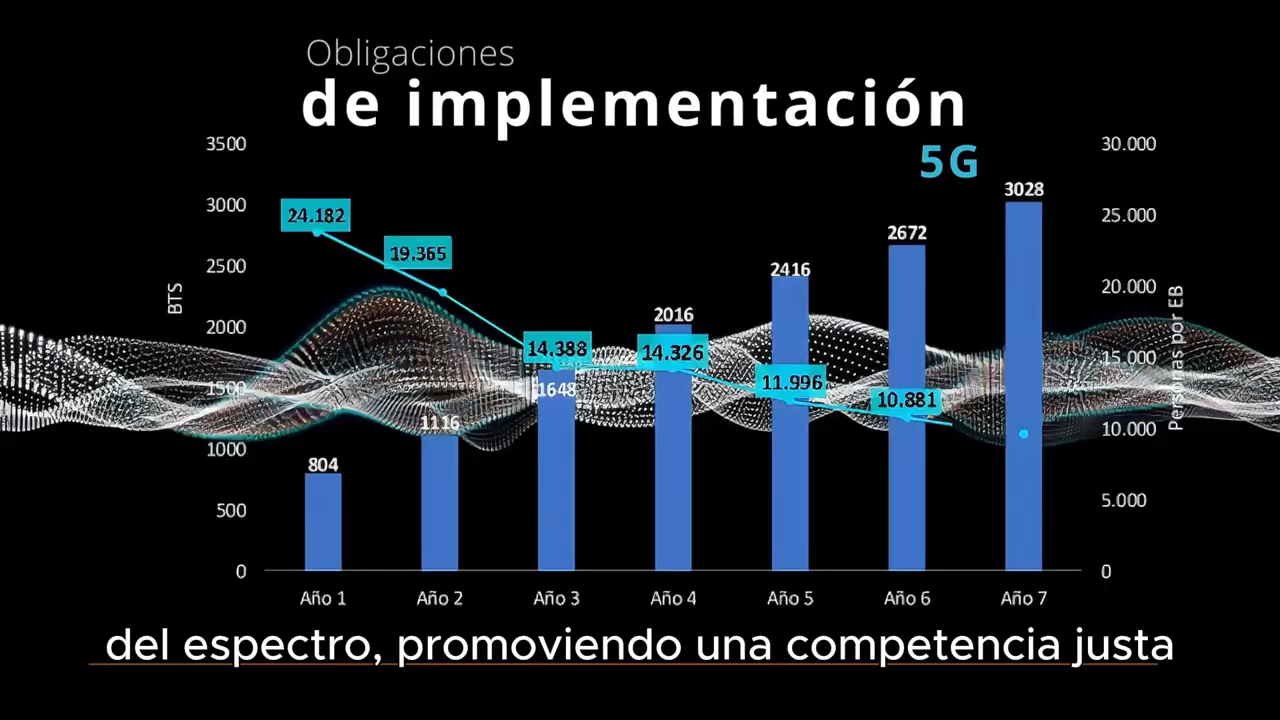 Obligaciones
de implementación
5G
3500
3000
2500
2000
1500
1000
500
0
BTS
30.000
25.000
20.000
15.000
10.000
5.000
0
Personas por EB
24.182
19.365
14.388
14.326
11.996
10.881
804
1116
1648
2016
2416
2672
3028
Año 1
Año 2
Año 3
Año 4
Año 5
Año 6
Año 7
del espectro, promoviendo una competencia justa